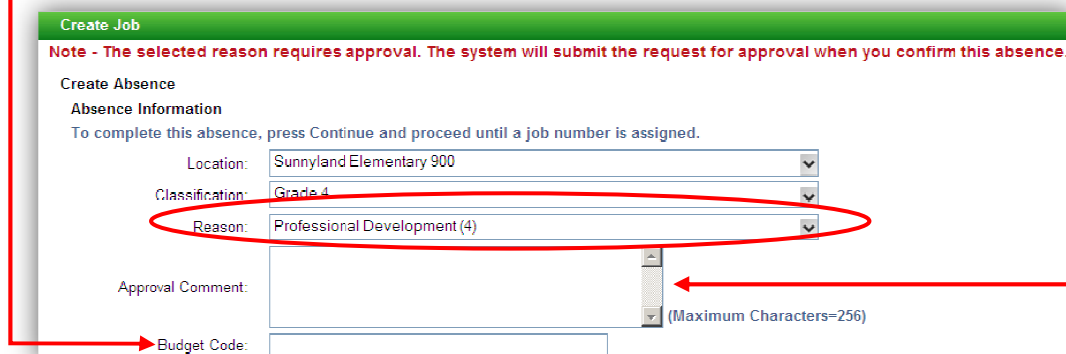 Create Job
Note - The selected reason requires approval. The system will submit the request for approval when you confirm this absence.
Create Absence
Absence Information
To complete this absence, press Continue and proceed until a job number is assigned.
Location: Sunnyland Elementary 900
Classification: Grade 4
Reason: Professional Development (4)
Approval Comment:
(Maximum Characters=256)
Budget Code: